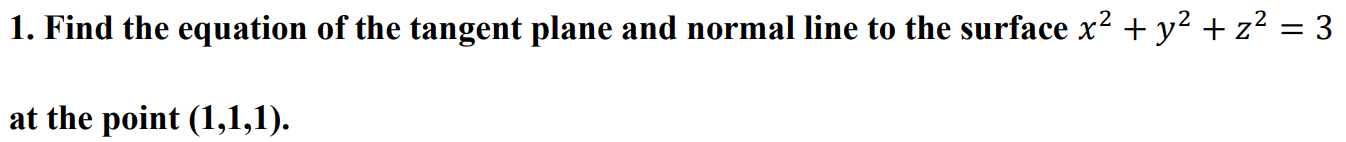 1. Find the equation of the tangent plane and normal line to the surface x² + y² + z² = 3
at the point (1,1,1).